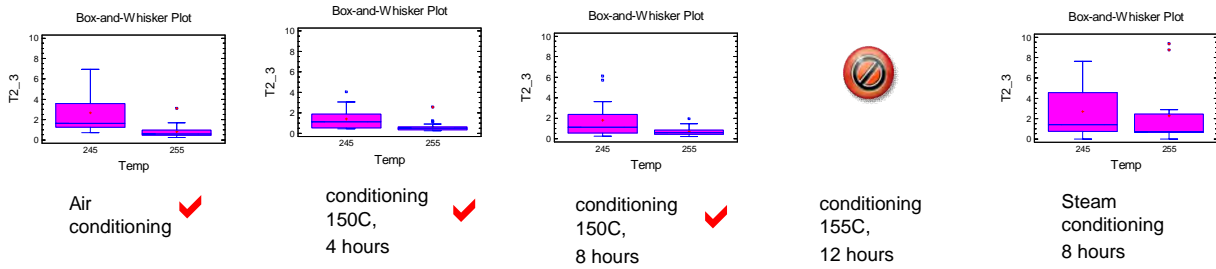 Box-and-Whisker Plot
10
8
6
4
2
0
T2_3
245
255
Temp
Air
conditioning
Box-and-Whisker Plot
10
8
6
4
2
0
T2_3
245
255
Temp
conditioning
150C,
4 hours
Box-and-Whisker Plot
10
8
6
4
2
0
T2_3
245
255
Temp
conditioning
150C,
8 hours
conditioning
155C,
12 hours
Box-and-Whisker Plot
10
8
6
4
2
0
T2_3
245
255
Temp
Steam
conditioning
8 hours